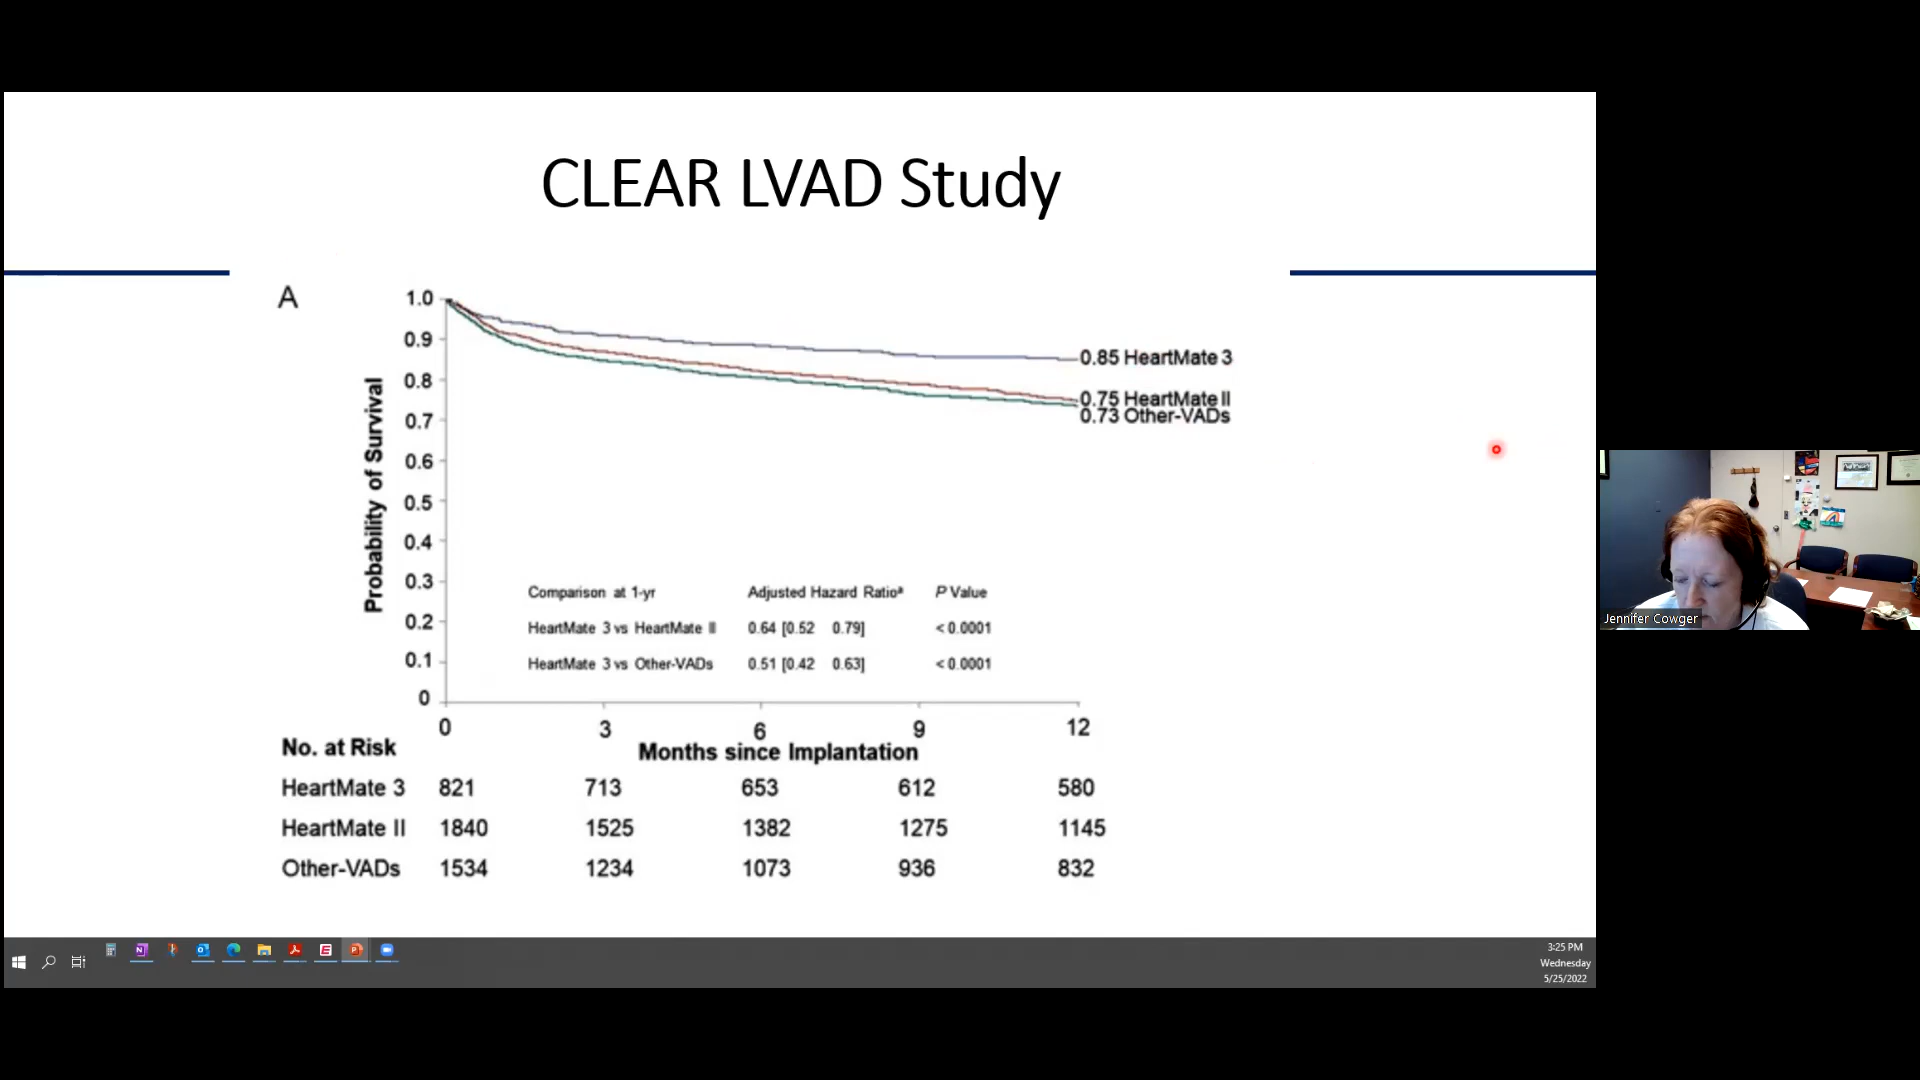 CLEAR LVAD Study
A
1.0
0.9
0.8
0.7
0.6
0.5
0.4
0.3
0.2
0.1
0
Probability of Survival
0.85 HeartMate 3
0.75 HeartMate II
0.73 Other-VADs
Comparison at 1-yr Adjusted Hazard Ratioª P Value
HeartMate 3 vs HeartMate II 0.64 [0.52 0.79] < 0.0001
HeartMate 3 vs Other-VADs 0.51 [0.42 0.63] < 0.0001
0 3 6 9 12
Months since Implantation
No. at Risk
HeartMate 3 821 713 653 612 580
HeartMate II 1840 1525 1382 1275 1145
Other-VADs 1534 1234 1073 936 832
Jennifer Cowger
3:25 PM
Wednesday
5/25/2022